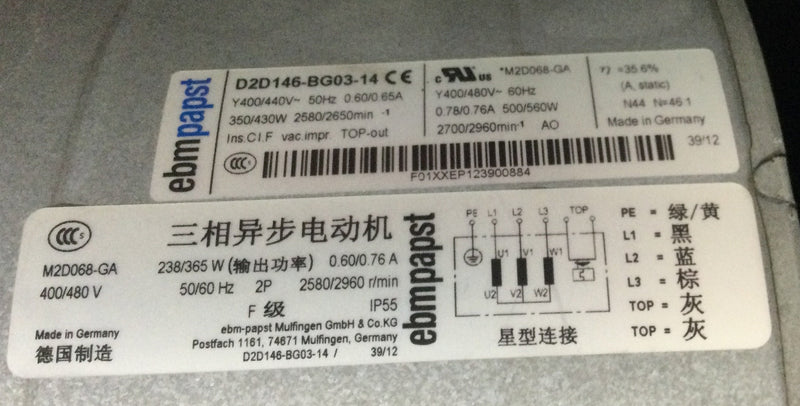 ebmpapst
D2D146-BG03-14 CE
Y400/440V~ 50Hz 0.60/0.65A
350/430W 2580/2650min⁻¹
Ins.Cl.F vac.impr. TOP-out
CCC
c RU us *M2D068-GA
Y400/480V~ 60Hz
0.78/0.76A 500/560W
2700/2960min⁻¹ AO
η =35.6%
(A, static)
N44 N=46.1
Made in Germany
39/12
F01XXEP123900884
CCC S
M2D068-GA
400/480 V
Made in Germany
德国制造
三相异步电动机
238/365 W (输出功率) 0.60/0.76 A
50/60 Hz 2P 2580/2960 r/min
F 级 IP55
ebm-papst Mulfingen GmbH & Co.KG
Postfach 1161, 74671 Mulfingen, Germany
D2D146-BG03-14 / 39/12
ebmpapst
PE L1 L2 L3 TOP
U1 V1 W1
U2 V2 W2
星型连接
PE = 绿/黄
L1 = 黑
L2 = 蓝
L3 = 棕
TOP = 灰
TOP = 灰